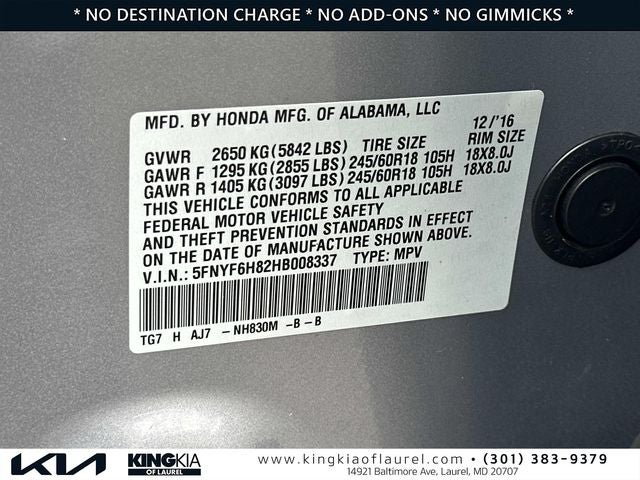 * NO DESTINATION CHARGE * NO ADD-ONS * NO GIMMICKS *
MFD. BY HONDA MFG. OF ALABAMA, LLC 12/'16
GVWR 2650 KG (5842 LBS) TIRE SIZE RIM SIZE
GAWR F 1295 KG (2855 LBS) 245/60R18 105H 18X8.0J
GAWR R 1405 KG (3097 LBS) 245/60R18 105H 18X8.0J
THIS VEHICLE CONFORMS TO ALL APPLICABLE
FEDERAL MOTOR VEHICLE SAFETY
AND THEFT PREVENTION STANDARDS IN EFFECT
ON THE DATE OF MANUFACTURE SHOWN ABOVE.
V.I.N.: 5FNYF6H82HB008337 TYPE: MPV
TG7 H AJ7 -NH830M -B-B
KIA KING KIA
OF LAUREL
www.kingkiaoflaurel.com • (301) 383-9379
14921 Baltimore Ave, Laurel, MD 20707